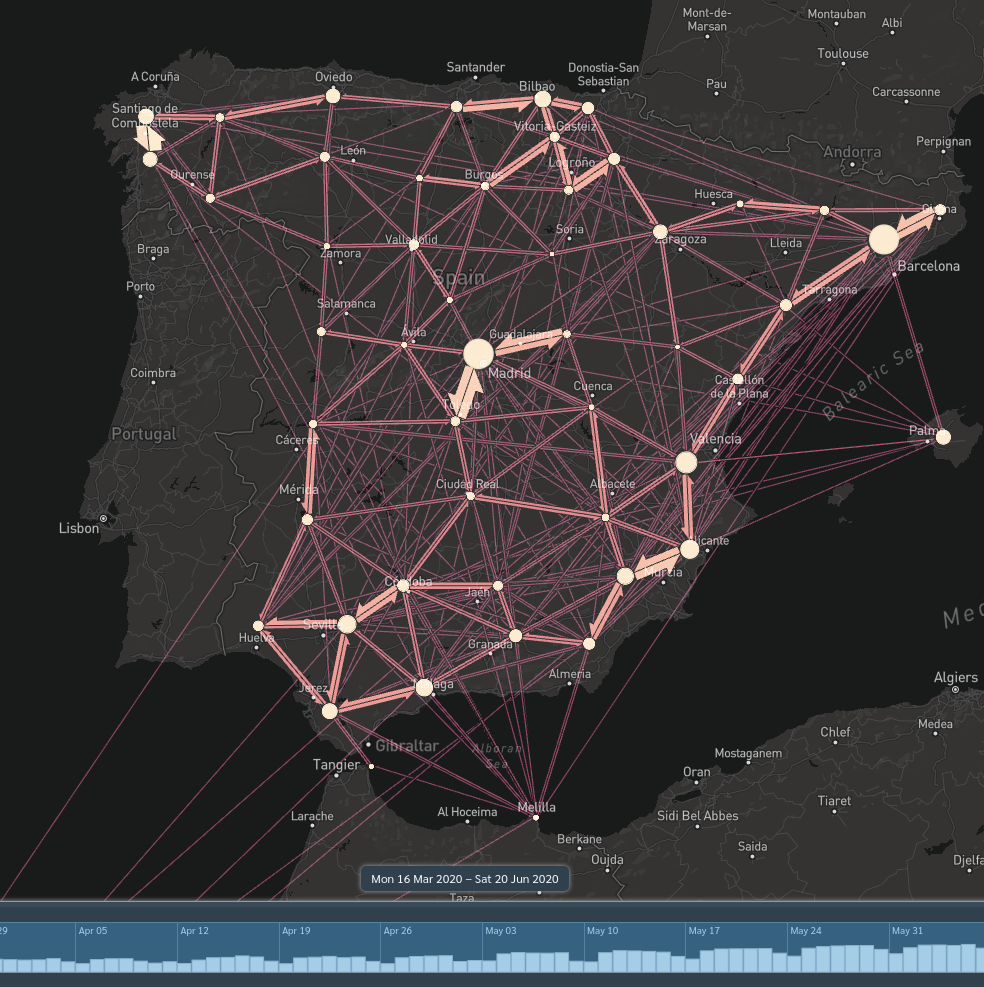 Mont-de-
Marsan
Montauban
Albi
Toulouse
A Coruña
Oviedo
Santander
Donostia-San
Sebastian
Pau
Carcassonne
Bilbao
Santiago de
Compostela
Vitoria-Gasteiz
Perpignan
León
Logroño
Andorra
Ourense
Burgos
Huesca
Girona
Braga
Zamora
Valladolid
Soria
Zaragoza
Lleida
Barcelona
Porto
Spain
Tarragona
Salamanca
Ávila
Guadalajara
Coimbra
Madrid
Castellón
de la Plana
Balearic Sea
Cuenca
Toledo
Portugal
Cáceres
Valencia
Palma
Mérida
Ciudad Real
Albacete
Lisbon
Alicante
Murcia
Córdoba
Jaén
Sevilla
Huelva
Granada
Med
Jerez
Málaga
Almeria
Algiers
Gibraltar
Alboran
Sea
Chlef
Medea
Tangier
Mostaganem
Oran
Larache
Al Hoceima
Melilla
Sidi Bel Abbes
Tiaret
Berkane
Oujda
Saida
Djelfa
Mon 16 Mar 2020 – Sat 20 Jun 2020
Taza
29
Apr 05
Apr 12
Apr 19
Apr 26
May 03
May 10
May 17
May 24
May 31